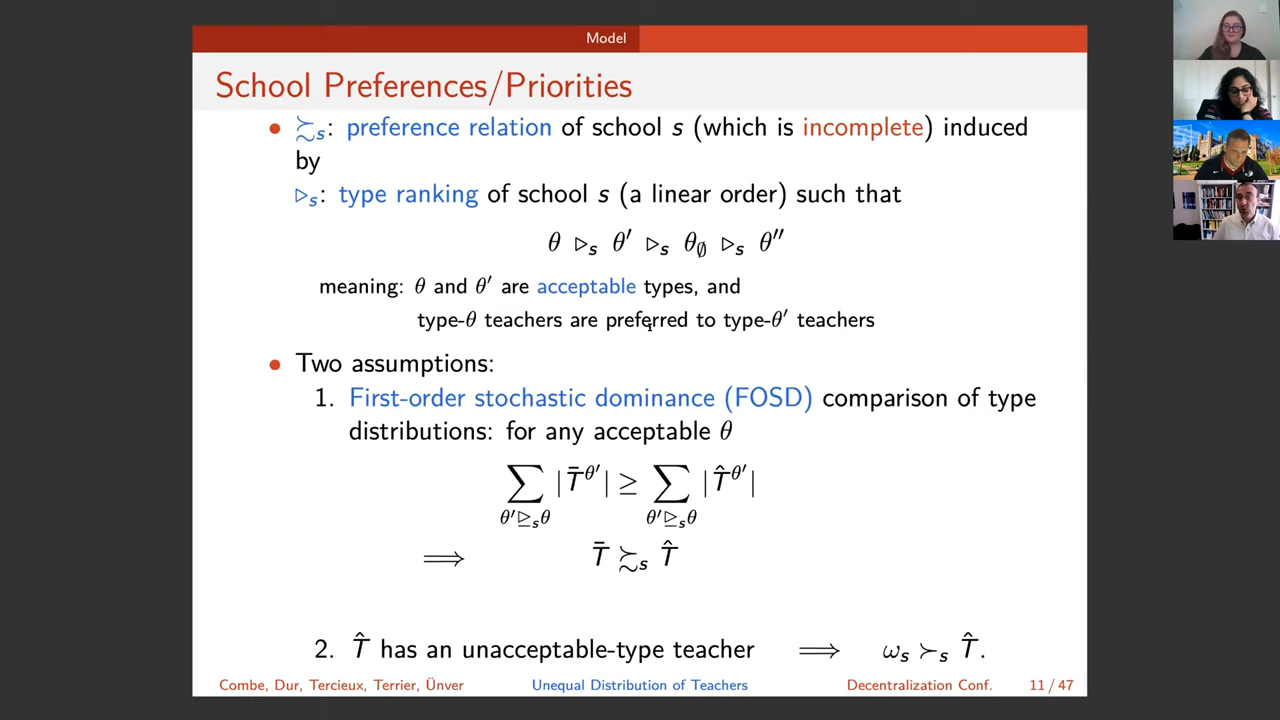 Model
School Preferences/Priorities
• ≿ₛ: preference relation of school s (which is incomplete) induced
by
▷ₛ: type ranking of school s (a linear order) such that
θ ▷ₛ θ′ ▷ₛ θ_∅ ▷ₛ θ″
meaning: θ and θ′ are acceptable types, and
type-θ teachers are preferred to type-θ′ teachers
• Two assumptions:
1. First-order stochastic dominance (FOSD) comparison of type
distributions: for any acceptable θ
∑_{θ′⊵ₛθ} |T̄^{θ′}| ≥ ∑_{θ′⊵ₛθ} |T̂^{θ′}|
⟹ T̄ ≿ₛ T̂
2. T̂ has an unacceptable-type teacher ⟹ ωₛ ≻ₛ T̂.
Combe, Dur, Tercieux, Terrier, Ünver Unequal Distribution of Teachers Decentralization Conf. 11 / 47